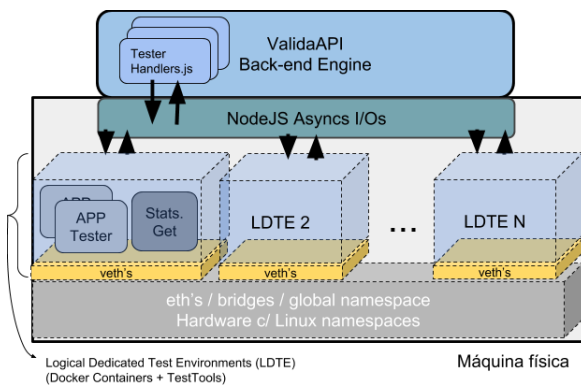 ValidaAPI
Back-end Engine
Tester
Handlers.js
NodeJS Asyncs I/Os
APP
APP
Tester
Stats.
Get
LDTE 2
...
LDTE N
veth's
veth's
veth's
eth's / bridges / global namespace
Hardware c/ Linux namespaces
Logical Dedicated Test Environments (LDTE)
(Docker Containers + TestTools)
Máquina física